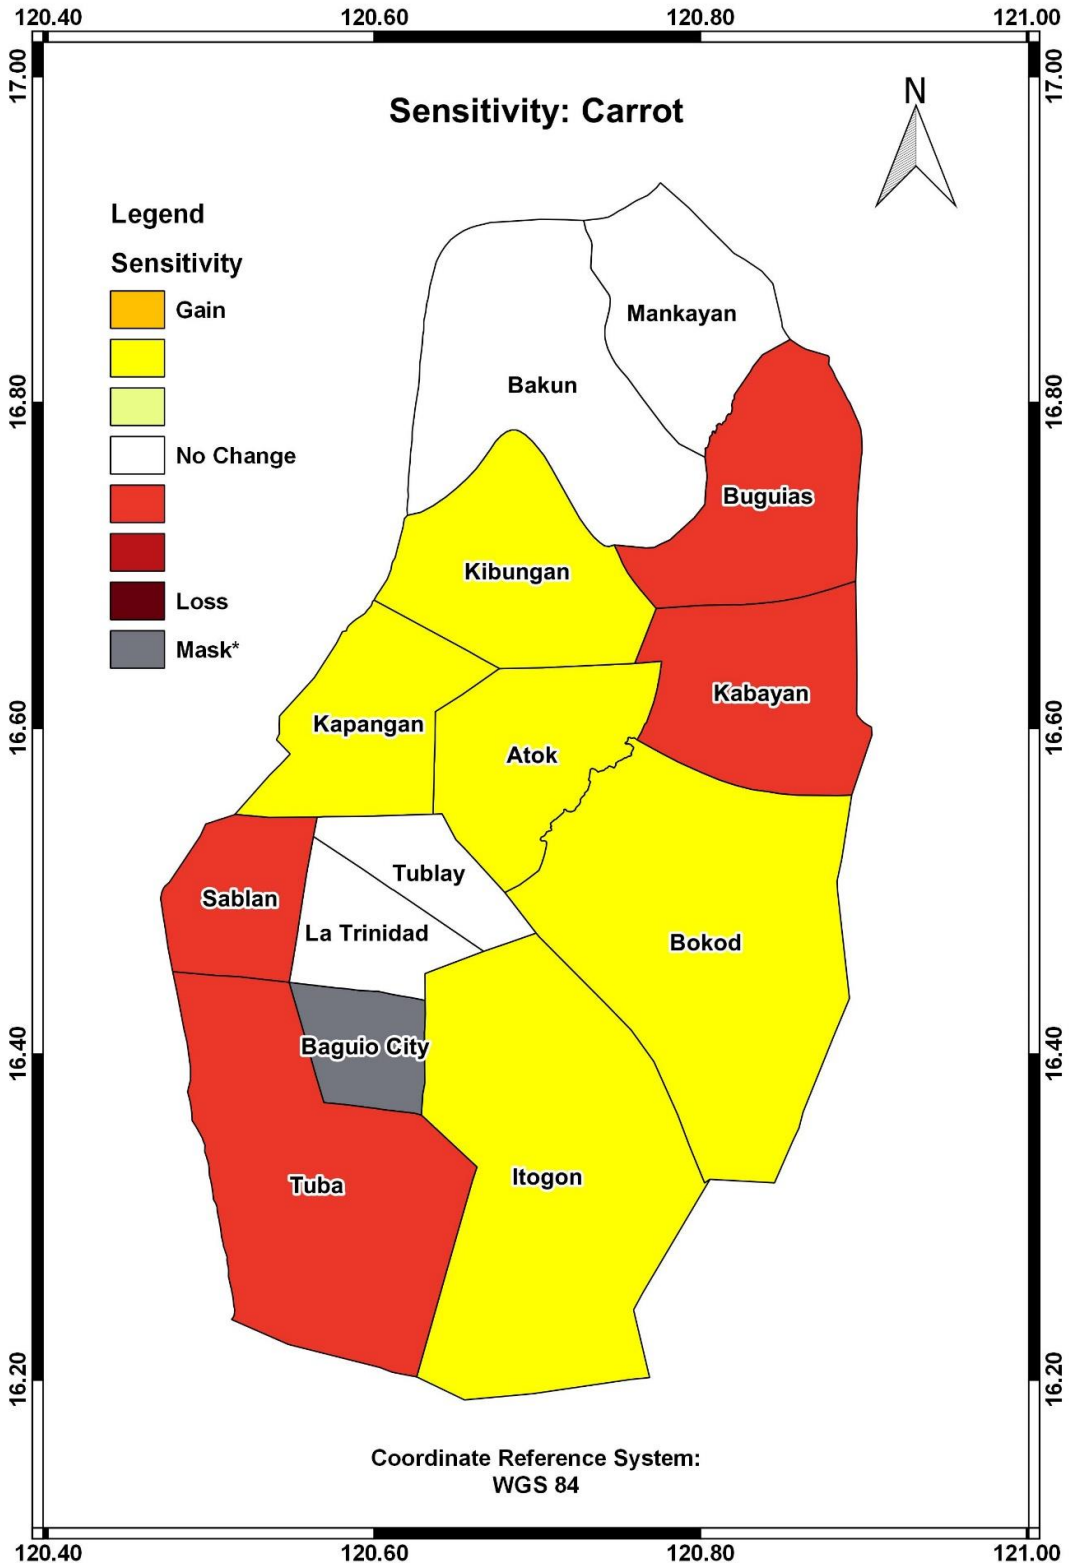 120.40 120.60 120.80 121.00
17.00 17.00
N
Sensitivity: Carrot
Legend
Sensitivity
Gain
No Change
Loss
Mask*
Mankayan
Bakun
16.80 16.80
Buguias
Kibungan
Kabayan
Kapangan
16.60 16.60
Atok
Tublay
Sablan
La Trinidad
Bokod
Baguio City
16.40 16.40
Itogon
Tuba
16.20 16.20
Coordinate Reference System:
WGS 84
120.40 120.60 120.80 121.00